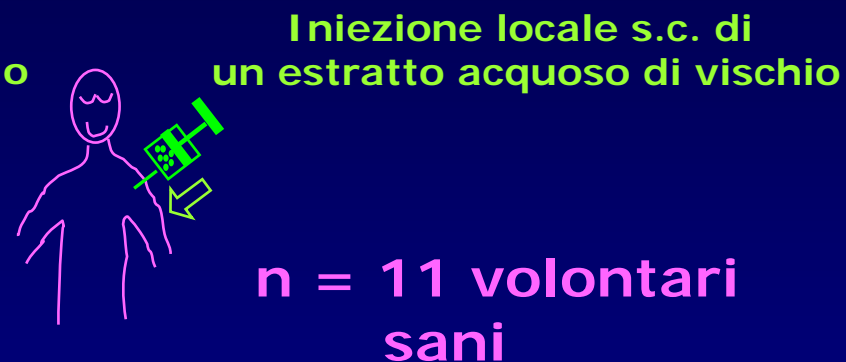 Iniezione locale s.c. di
o un estratto acquoso di vischio
n = 11 volontari
sani